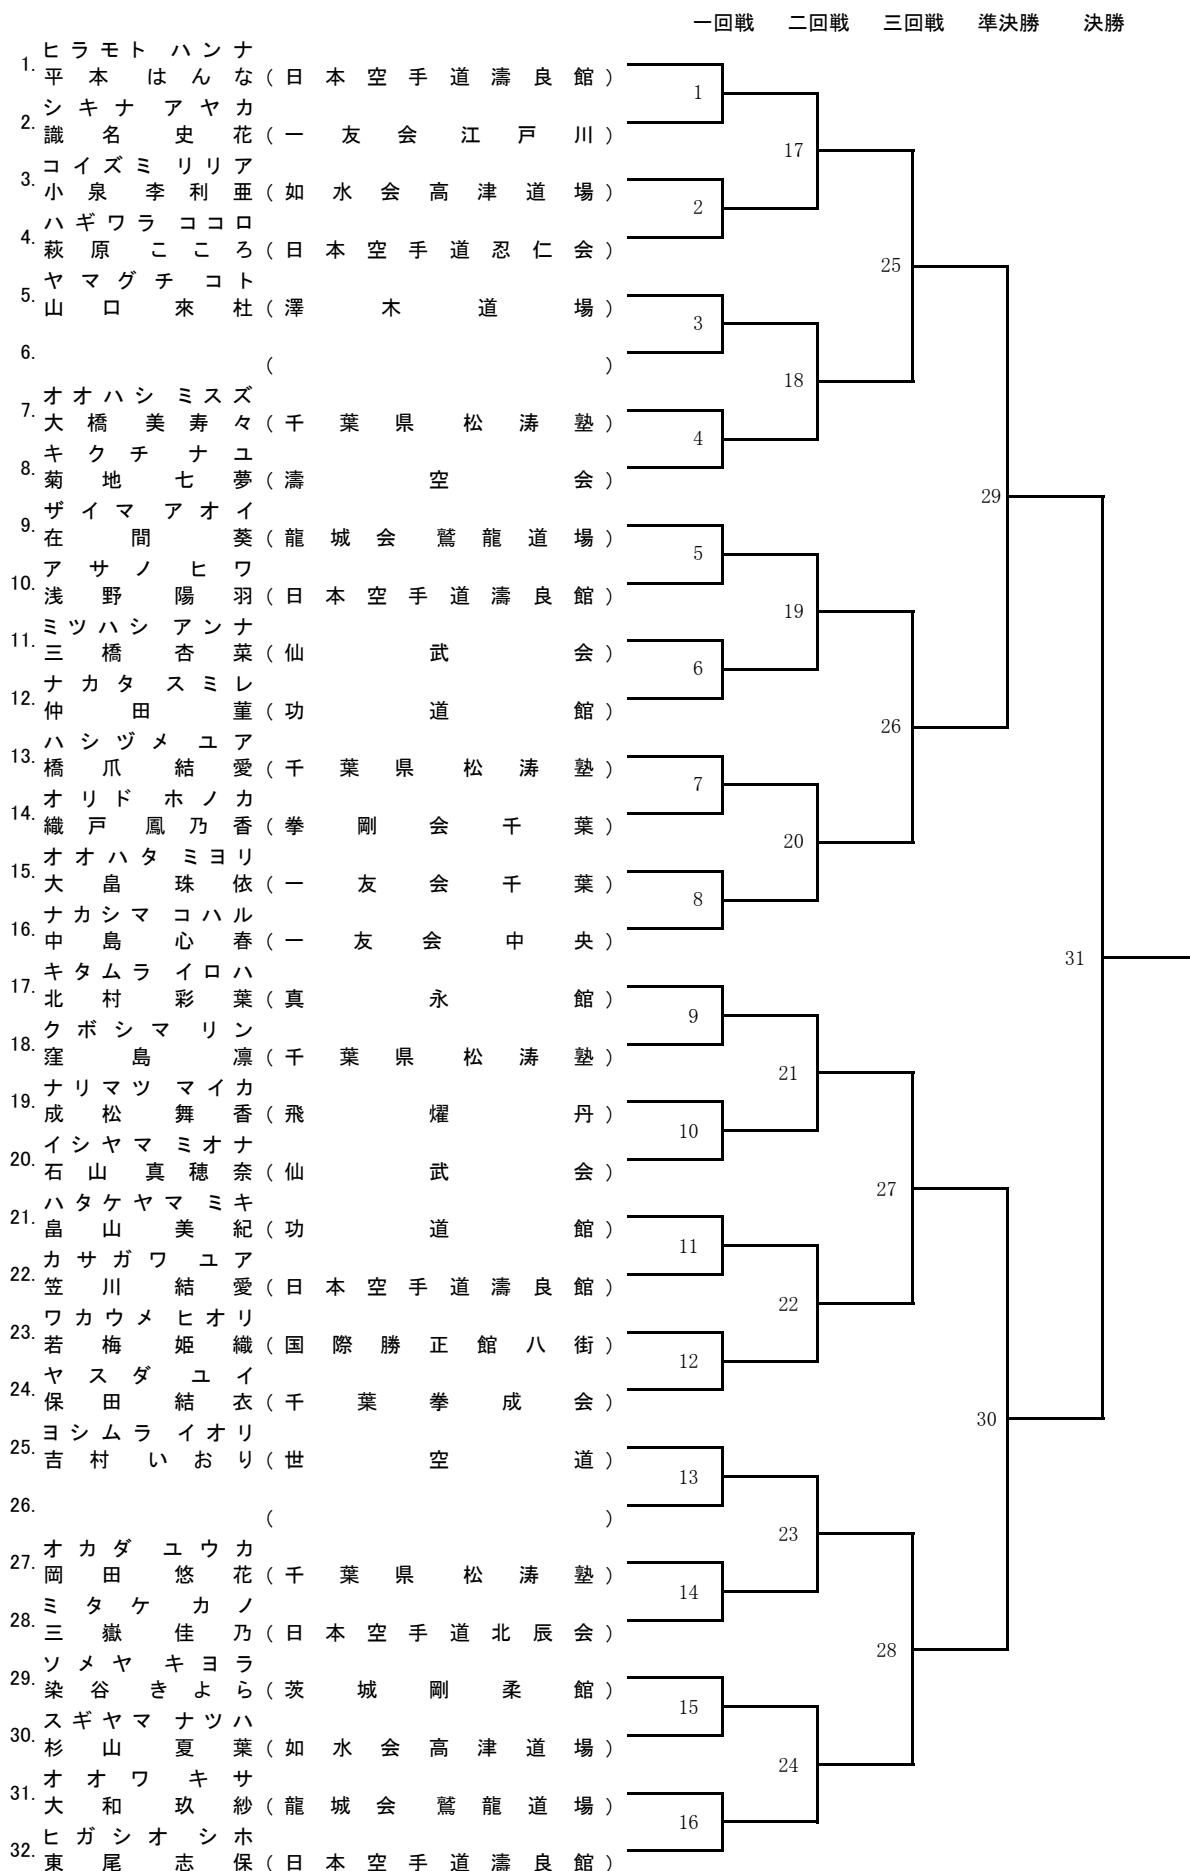 一回戦 二回戦 三回戦 準決勝 決勝
ヒラモト ハンナ
1. 平本 はんな (日本空手道濤良館)
シキナ アヤカ
2. 識名 史花 (一友会江戸川)
コイズミ リリア
3. 小泉 李利亜 (如水会高津道場)
ハギワラ ココロ
4. 萩原 こころ (日本空手道忍仁会)
ヤマグチ コト
5. 山口 來杜 (澤木道場)
6. ( )
オオハシ ミスズ
7. 大橋 美寿々 (千葉県 松涛塾)
キクチ ナユ
8. 菊地 七夢 (濤空会)
ザイマ アオイ
9. 在間 葵 (龍城会 鷲龍道場)
アサノ ヒワ
10. 浅野 陽羽 (日本空手道濤良館)
ミツハシ アンナ
11. 三橋 杏菜 (仙武会)
ナカタ スミレ
12. 仲田 菫 (功道館)
ハシヅメ ユア
13. 橋爪 結愛 (千葉県 松涛塾)
オリド ホノカ
14. 織戸 鳳乃香 (拳剛会千葉)
オオハタ ミヨリ
15. 大畠 珠依 (一友会千葉)
ナカシマ コハル
16. 中島 心春 (一友会中央)
キタムラ イロハ
17. 北村 彩葉 (真永館)
クボシマ リン
18. 窪島 凛 (千葉県 松涛塾)
ナリマツ マイカ
19. 成松 舞香 (飛燿丹)
イシヤマ ミオナ
20. 石山 真穂奈 (仙武会)
ハタケヤマ ミキ
21. 畠山 美紀 (功道館)
カサガワ ユア
22. 笠川 結愛 (日本空手道濤良館)
ワカウメ ヒオリ
23. 若梅 姫織 (国際勝正館八街)
ヤスダ ユイ
24. 保田 結衣 (千葉拳成会)
ヨシムラ イオリ
25. 吉村 いおり (世空道)
26. ( )
オカダ ユウカ
27. 岡田 悠花 (千葉県 松涛塾)
ミタケ カノ
28. 三嶽 佳乃 (日本空手道北辰会)
ソメヤ キヨラ
29. 染谷 きよら (茨城剛柔館)
スギヤマ ナツハ
30. 杉山 夏葉 (如水会高津道場)
オオワ キサ
31. 大和 玖紗 (龍城会 鷲龍道場)
ヒガシオ シホ
32. 東尾 志保 (日本空手道濤良館)
1
2
3
4
5
6
7
8
9
10
11
12
13
14
15
16
17
18
19
20
21
22
23
24
25
26
27
28
29
30
31